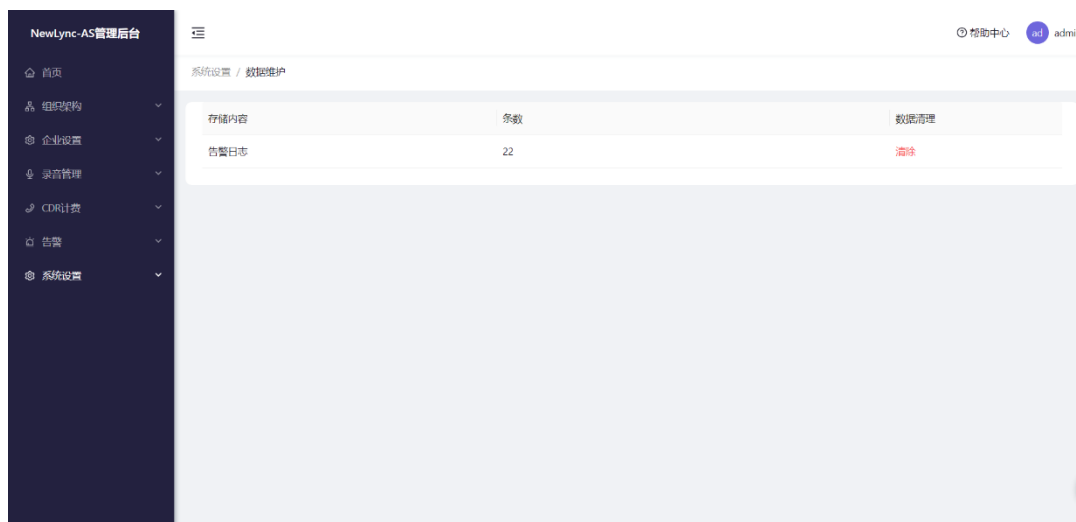 NewLync-AS管理后台
帮助中心
ad
admi
首页
系统设置 / 数据维护
组织架构
企业设置
录音管理
CDR计费
告警
系统设置
存储内容 条数 数据清理
告警日志 22 清除